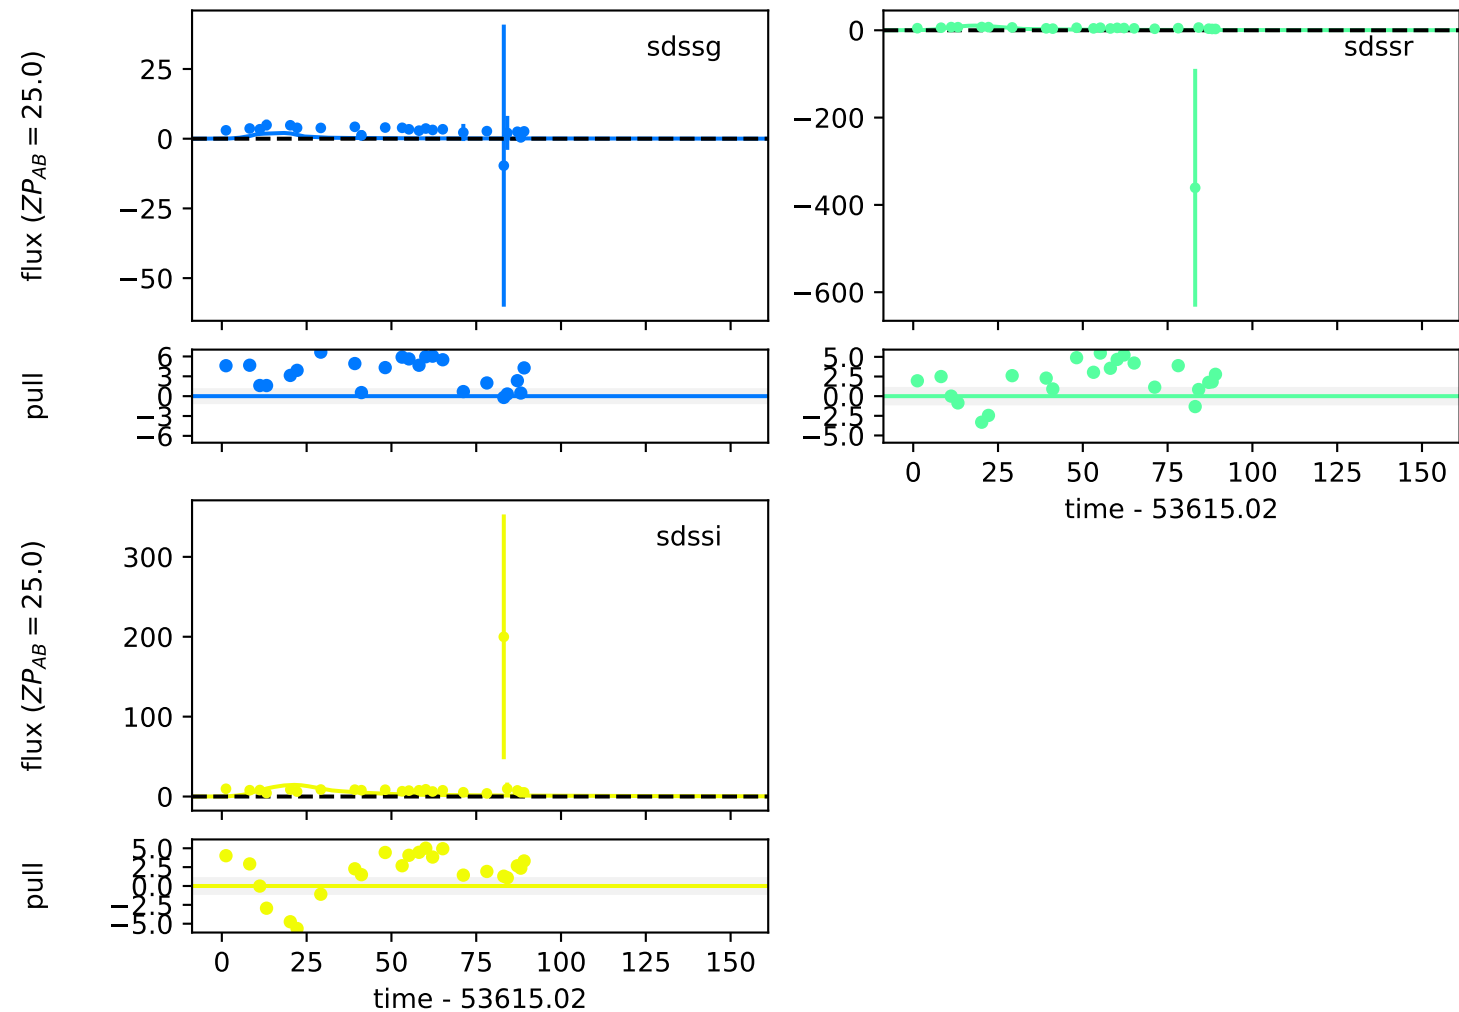 flux (ZP_AB = 25.0)
25
0
−25
−50
sdssg
0
−200
−400
−600
sdssr
pull
6
3
0
−3
−6
5.0
2.5
0.0
−2.5
−5.0
0 25 50 75 100 125 150
time - 53615.02
flux (ZP_AB = 25.0)
300
200
100
0
sdssi
pull
5.0
2.5
0.0
−2.5
−5.0
0 25 50 75 100 125 150
time - 53615.02